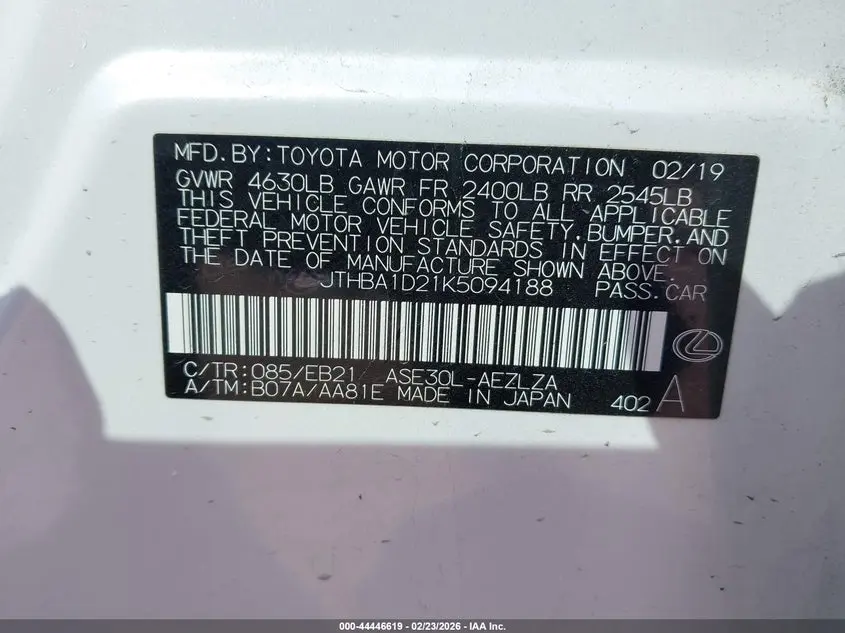 MFD.BY:TOYOTA MOTOR CORPORATION 02/19
GVWR 4630LB GAWR FR 2400LB RR 2545LB
THIS VEHICLE CONFORMS TO ALL APPLICABLE
FEDERAL MOTOR VEHICLE SAFETY,BUMPER,AND
THEFT PREVENTION STANDARDS IN EFFECT ON
THE DATE OF MANUFACTURE SHOWN ABOVE.
JTHBA1D21K5094188 PASS.CAR
C/TR:085/EB21 ASE30L-AEZLZA
A/TM:B07A/AA81E MADE IN JAPAN 402 A
000-44446619 - 02/23/2026 - IAA Inc.